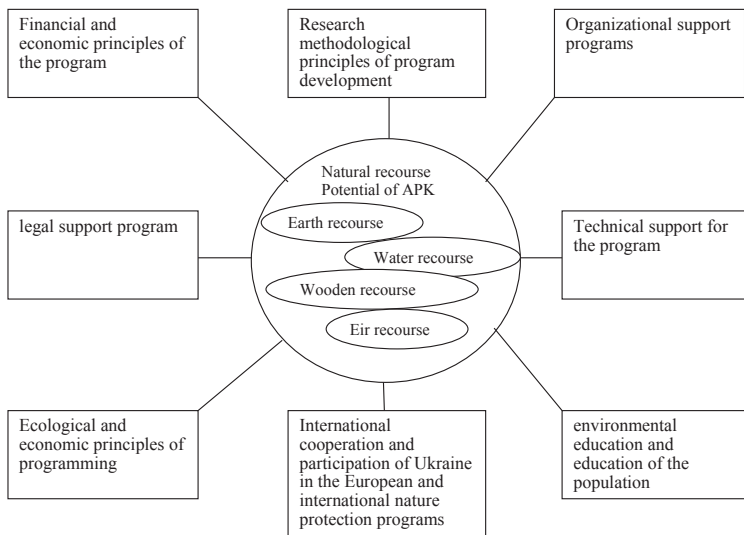 Financial and
economic principles of
the program
Research
methodological
principles of program
development
Organizational support
programs
Natural recourse
Potential of APK
Earth recourse
legal support program
Water recourse
Technical support for
the program
Wooden recourse
Eir recourse
Ecological and
economic principles of
programming
International
cooperation and
participation of Ukraine
in the European and
international nature
protection programs
environmental
education and
education of the
population